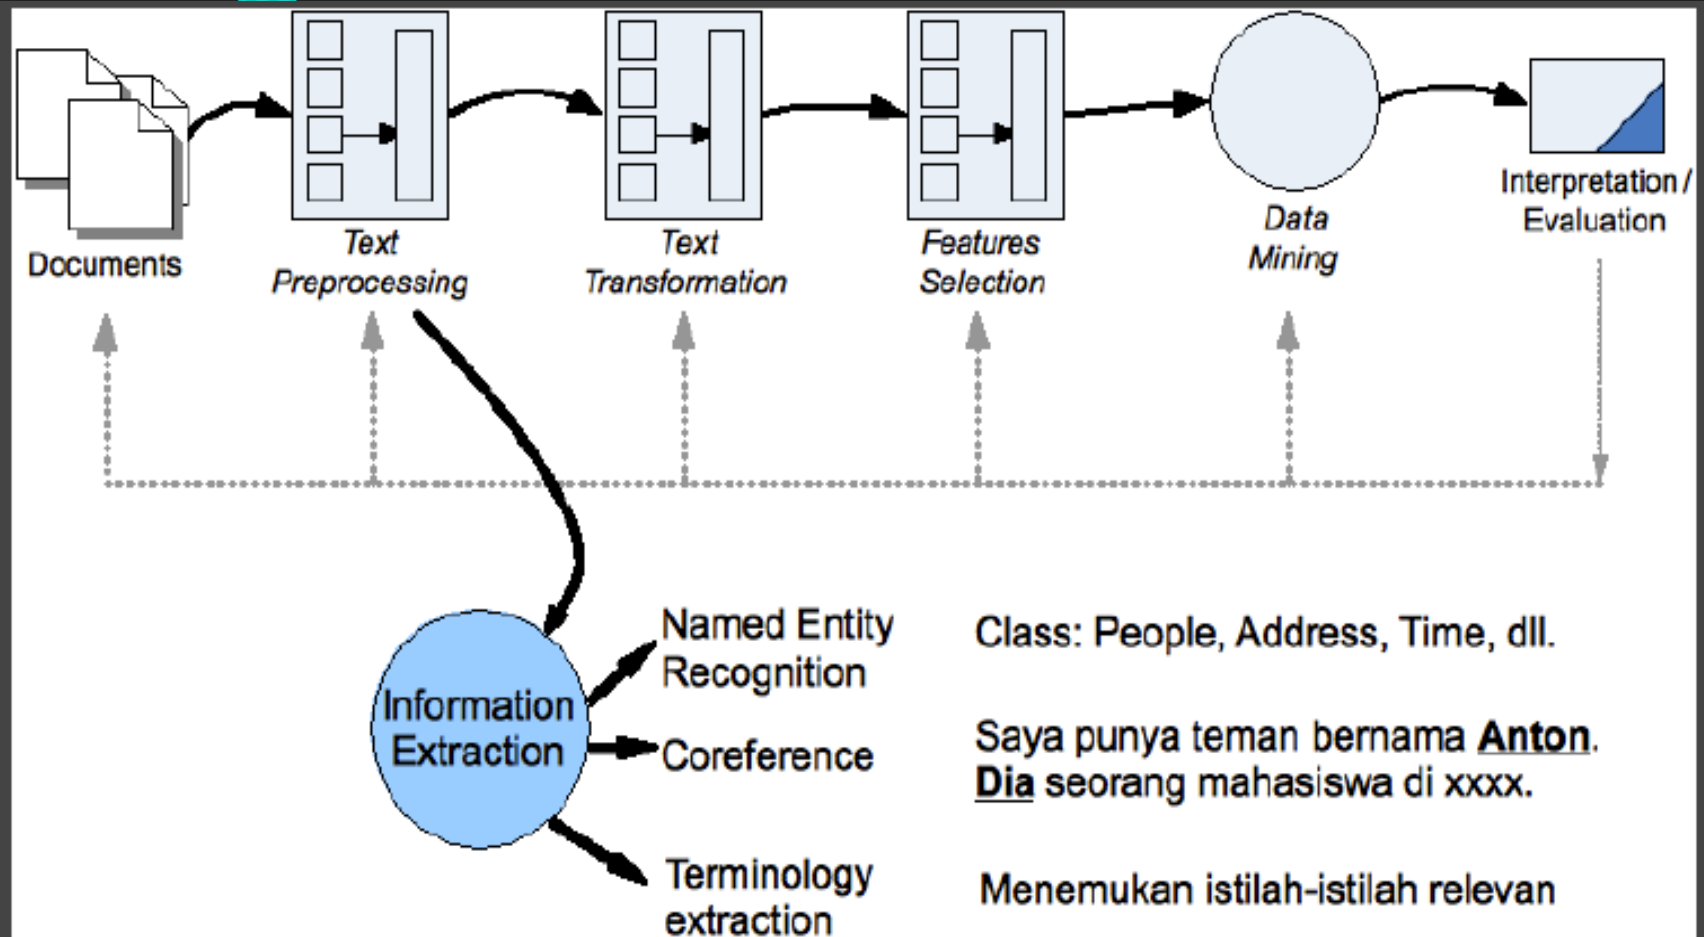 Documents
Text
Preprocessing
Text
Transformation
Features
Selection
Data
Mining
Interpretation /
Evaluation
Information
Extraction
Named Entity
Recognition
Class: People, Address, Time, dll.
Coreference
Saya punya teman bernama Anton.
Dia seorang mahasiswa di xxxx.
Terminology
extraction
Menemukan istilah-istilah relevan